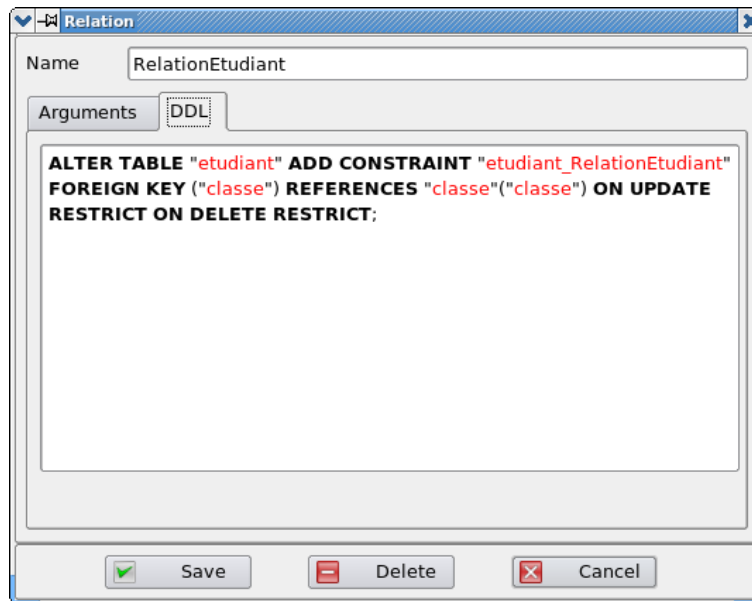 Relation
Name RelationEtudiant
Arguments DDL
ALTER TABLE "etudiant" ADD CONSTRAINT "etudiant_RelationEtudiant"
FOREIGN KEY ("classe") REFERENCES "classe"("classe") ON UPDATE
RESTRICT ON DELETE RESTRICT;
Save Delete Cancel